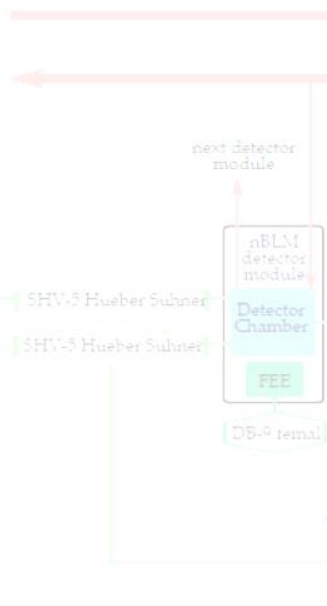 next detector
module
nBLM
detector
module
SHV-5 Hueber Suhner
Detector
Chamber
SHV-5 Hueber Suhner
FEE
DB-9 femal